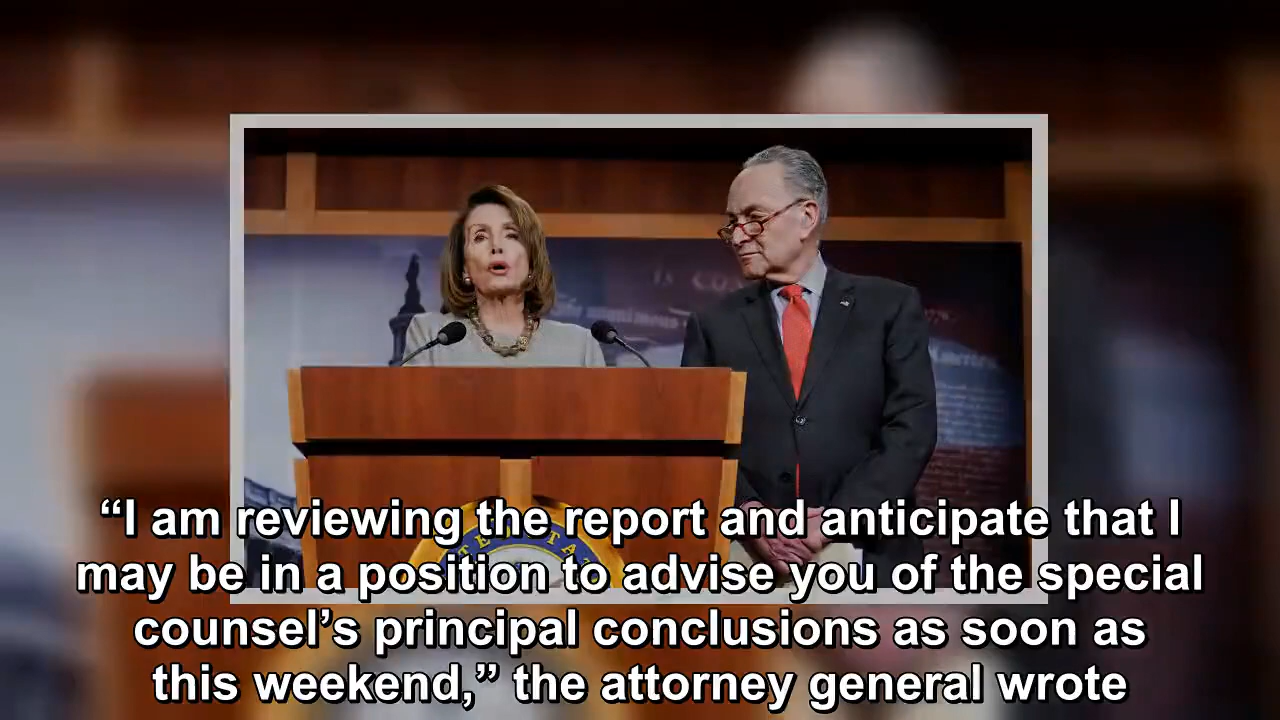 “I am reviewing the report and anticipate that I
may be in a position to advise you of the special
counsel’s principal conclusions as soon as
this weekend,” the attorney general wrote